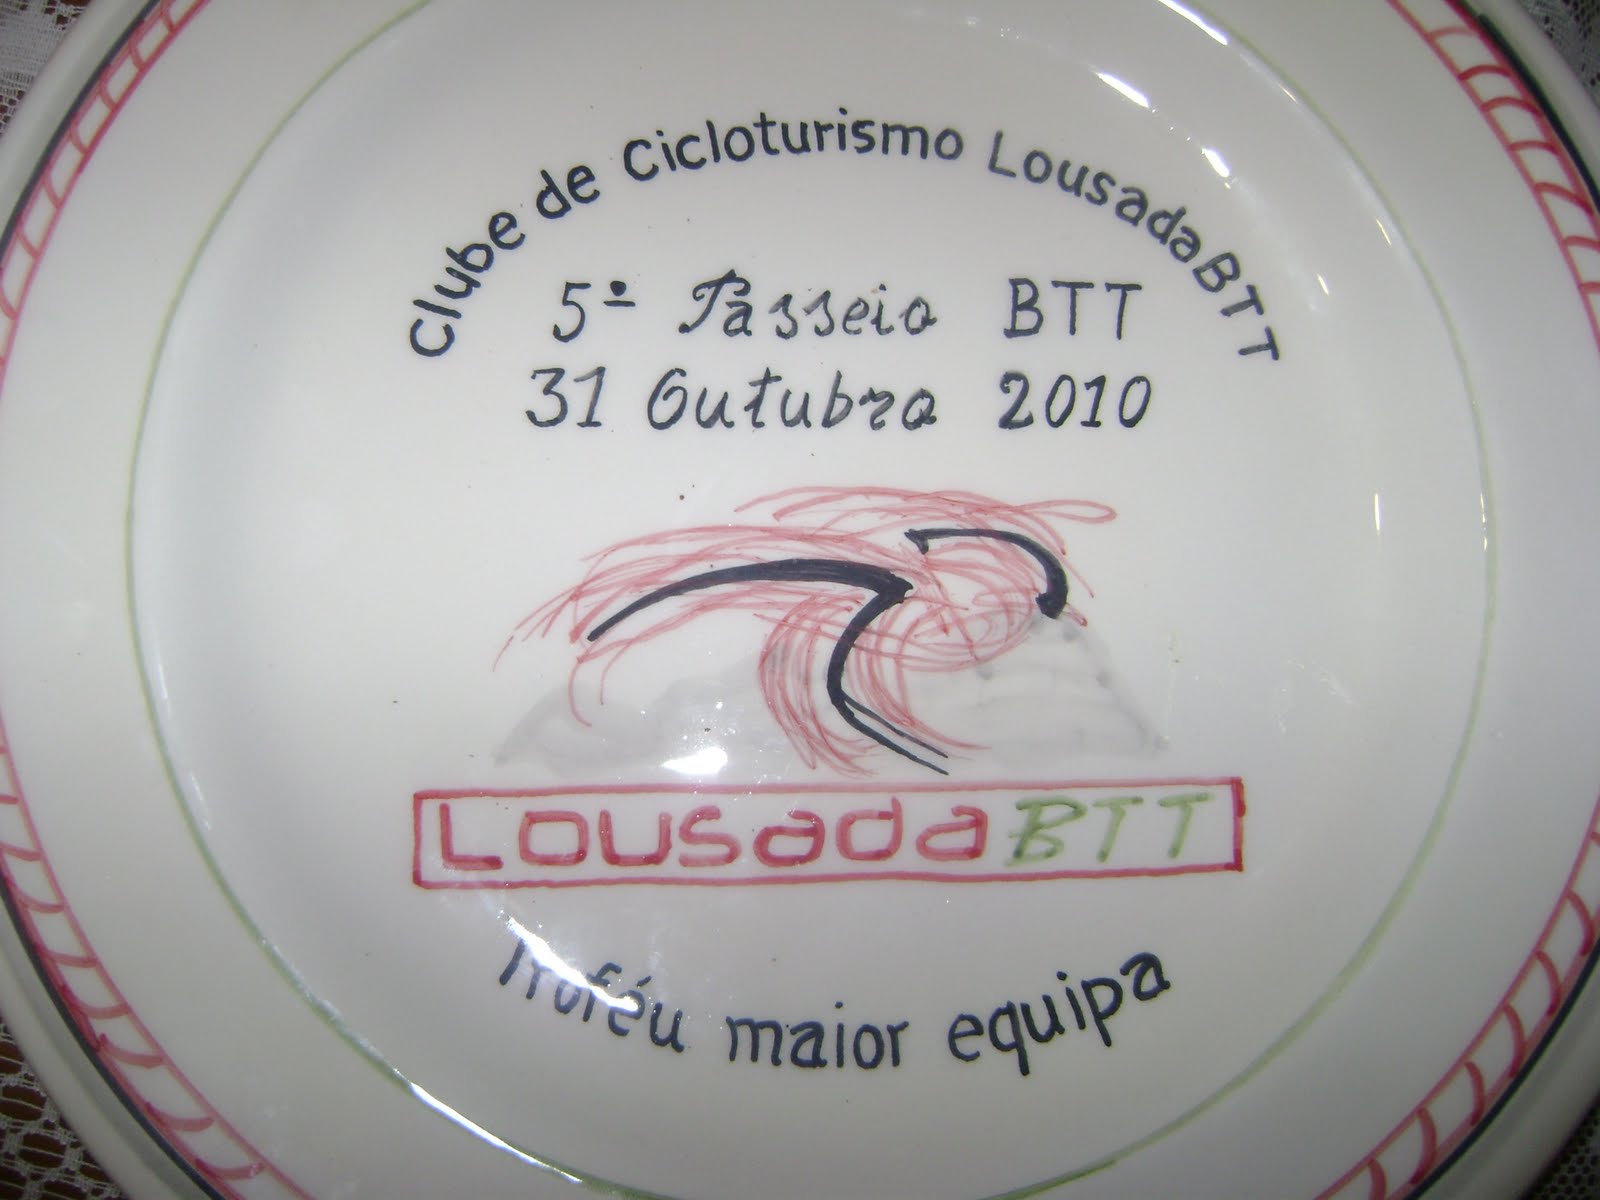 Clube de Cicloturismo LousadaBTT
5º Passeio BTT
31 Outubro 2010
LousadaBTT
Troféu maior equipa